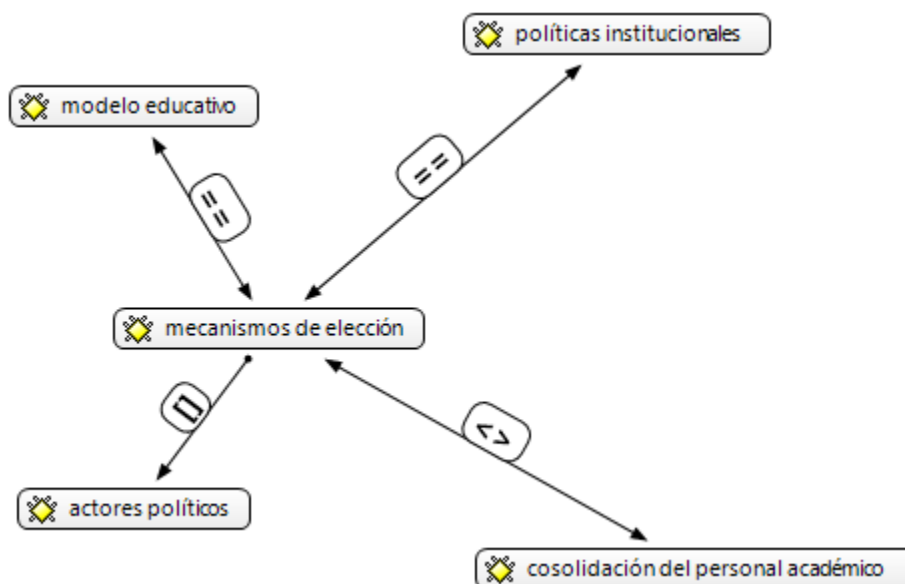 políticas institucionales
modelo educativo
==
==
mecanismos de elección
[]
<>
actores políticos
cosolidación del personal académico